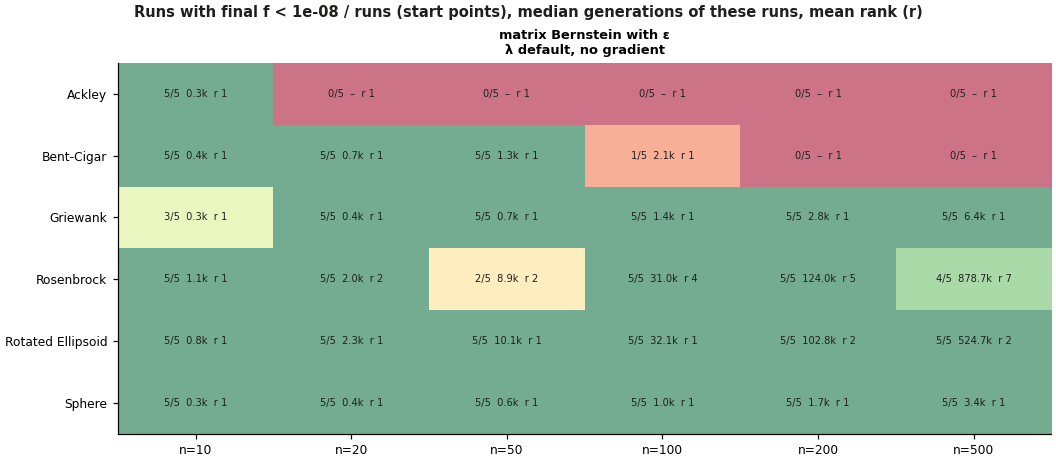 Runs with final f < 1e-08 / runs (start points), median generations of these runs, mean rank (r)
matrix Bernstein with ε
λ default, no gradient
Ackley 5/5 0.3k r 1 0/5 – r 1 0/5 – r 1 0/5 – r 1 0/5 – r 1 0/5 – r 1
Bent-Cigar 5/5 0.4k r 1 5/5 0.7k r 1 5/5 1.3k r 1 1/5 2.1k r 1 0/5 – r 1 0/5 – r 1
Griewank 3/5 0.3k r 1 5/5 0.4k r 1 5/5 0.7k r 1 5/5 1.4k r 1 5/5 2.8k r 1 5/5 6.4k r 1
Rosenbrock 5/5 1.1k r 1 5/5 2.0k r 2 2/5 8.9k r 2 5/5 31.0k r 4 5/5 124.0k r 5 4/5 878.7k r 7
Rotated Ellipsoid 5/5 0.8k r 1 5/5 2.3k r 1 5/5 10.1k r 1 5/5 32.1k r 1 5/5 102.8k r 2 5/5 524.7k r 2
Sphere 5/5 0.3k r 1 5/5 0.4k r 1 5/5 0.6k r 1 5/5 1.0k r 1 5/5 1.7k r 1 5/5 3.4k r 1
n=10 n=20 n=50 n=100 n=200 n=500